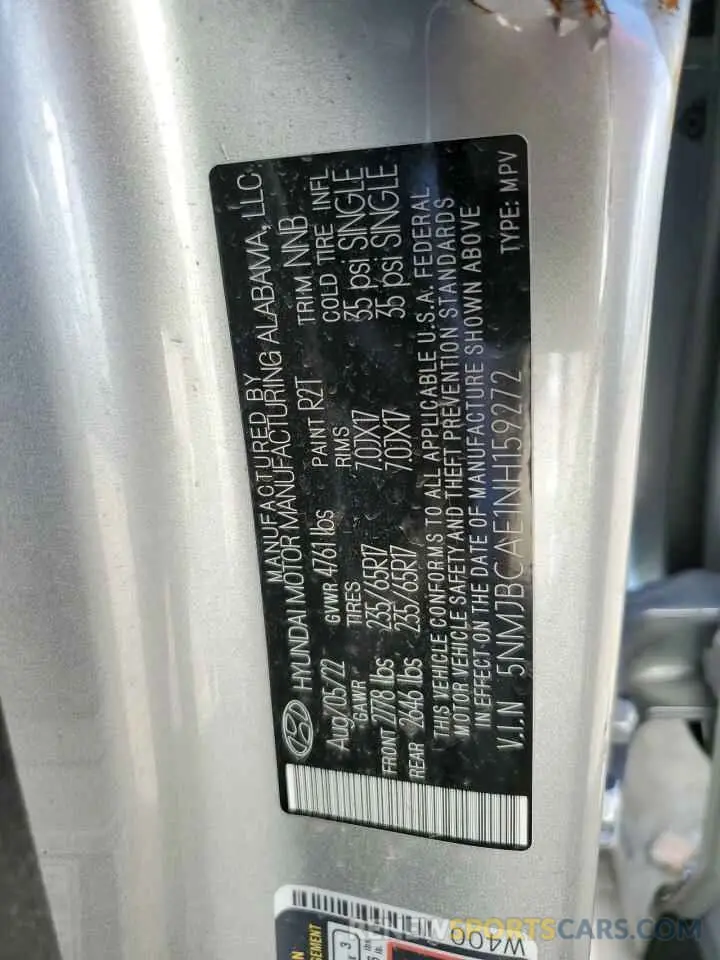 MANUFACTURED BY
HYUNDAI MOTOR MANUFACTURING ALABAMA, LLC
Aug/05/22 GVWR 4761 lbs PAINT R2T TRIM NNB
GAWR TIRES RIMS COLD TIRE INFL
FRONT 2778 lbs 235/65R17 7.0JX17 35 psi SINGLE
REAR 2646 lbs 235/65R17 7.0JX17 35 psi SINGLE
THIS VEHICLE CONFORMS TO ALL APPLICABLE U.S.A. FEDERAL
MOTOR VEHICLE SAFETY AND THEFT PREVENTION STANDARDS
IN EFFECT ON THE DATE OF MANUFACTURE SHOWN ABOVE
V.I.N 5NMJBCAE1NH159272 TYPE: MPV
W400
RENEWSPORTSCARS.COM